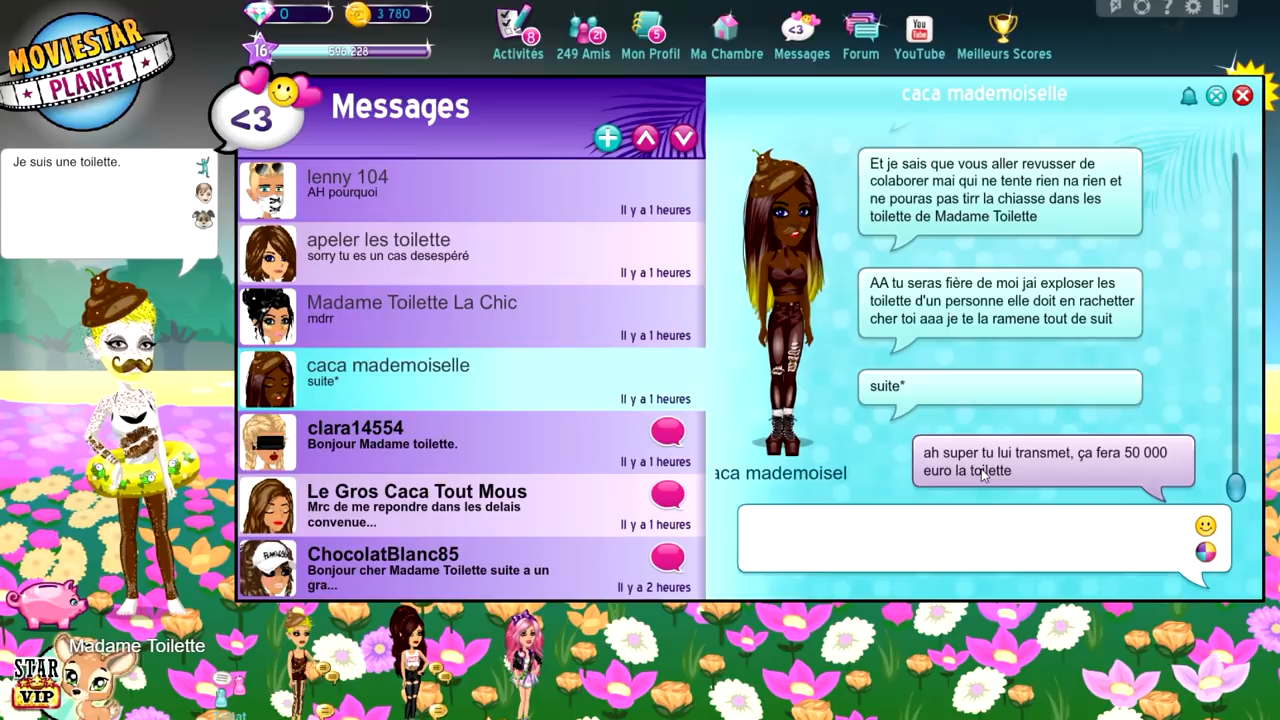 MOVIESTAR
PLANET
0
3 780
16
596.228
Activités
8
249 Amis
21
Mon Profil
5
Ma Chambre
<3
Messages
Forum
You
Tube
YouTube
Meilleurs Scores
Je suis une toilette.
<3
Messages
lenny 104
AH pourquoi
Il y a 1 heures
apeler les toilette
sorry tu es un cas desespéré
Il y a 1 heures
Madame Toilette La Chic
mdrr
Il y a 1 heures
caca mademoiselle
suite*
Il y a 1 heures
clara14554
Bonjour Madame toilette.
Il y a 1 heures
Le Gros Caca Tout Mous
Mrc de me repondre dans les delais
convenue...
Il y a 1 heures
ChocolatBlanc85
Bonjour cher Madame Toilette suite a un
gra...
Il y a 2 heures
caca mademoiselle
Et je sais que vous aller revusser de
colaborer mai qui ne tente rien na rien et
ne pouras pas tirr la chiasse dans les
toilette de Madame Toilette
AA tu seras fière de moi jai exploser les
toilette d'un personne elle doit en rachetter
cher toi aaa je te la ramene tout de suit
suite*
ah super tu lui transmet, ça fera 50 000
euro la toilette
aca mademoisel
Madame Toilette
STAR
VIP